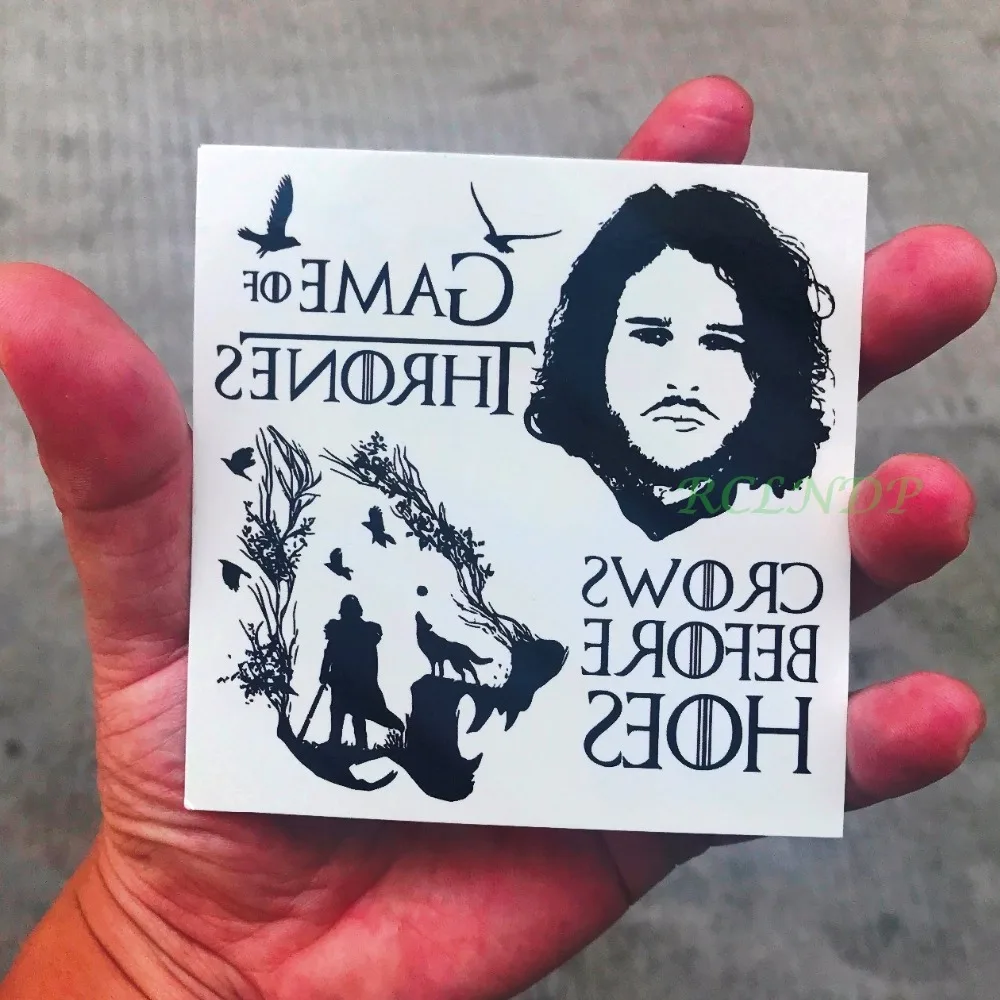 GAME OF
THRONES
RCLNDP
CROWS
BEFORE
HOES